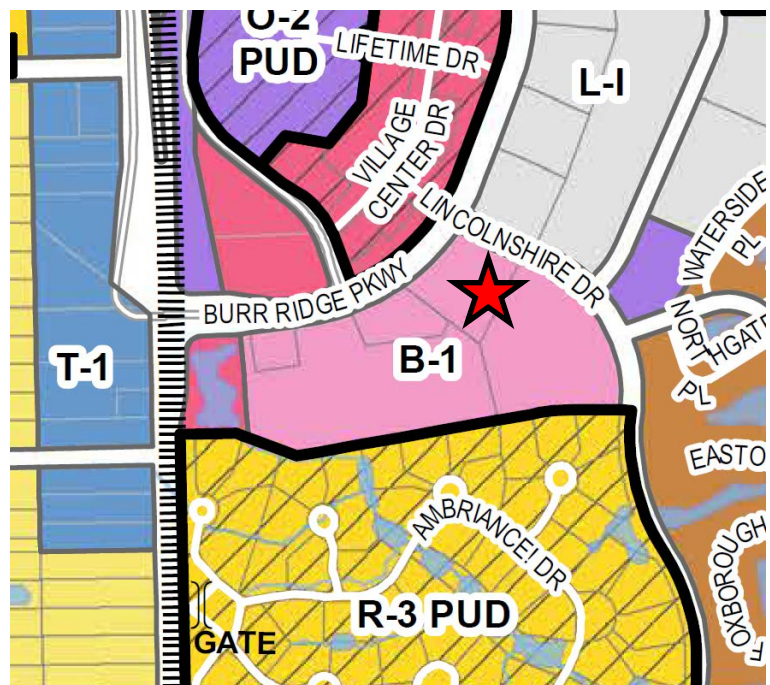 O-2
PUD
LIFETIME DR
L-I
VILLAGE
CENTER DR
LINCOLNSHIRE DR
WATERSIDE
PL
BURR RIDGE PKWY
NORT
HGATE
PL
T-1
B-1
EASTO
AMBRIANCE! DR
FOXBOROUGH
R-3 PUD
GATE